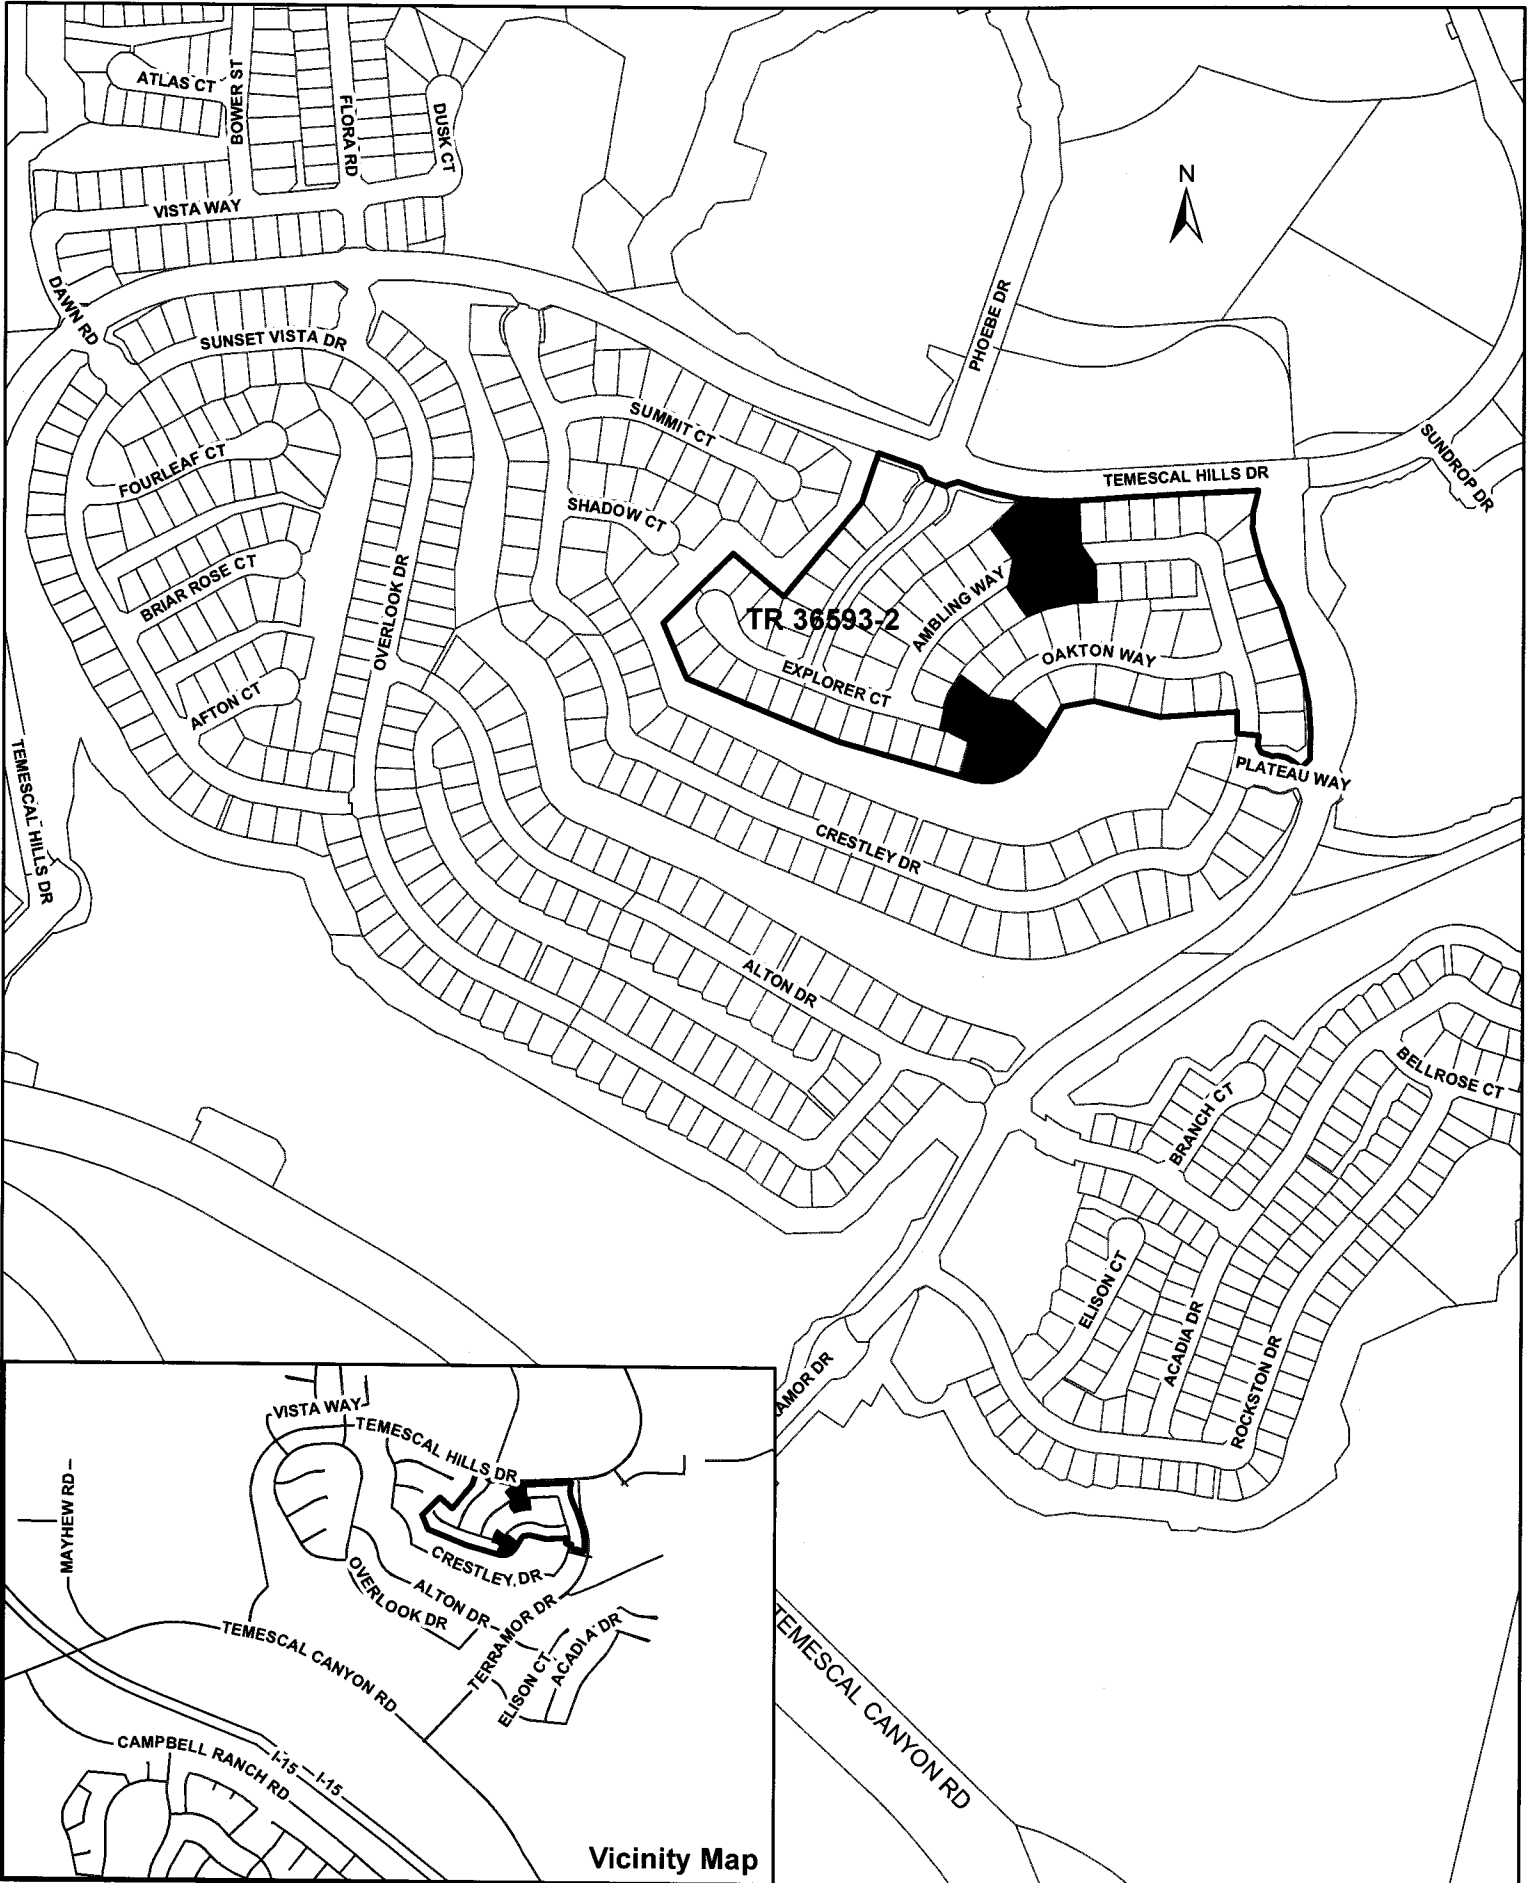 ATLAS CT
BOWER ST
FLORA RD
DUSK CT
VISTA WAY
N
DAWN RD
SUNSET VISTA DR
PHOEBE DR
SUMMIT CT
FOURLEAF CT
TEMESCAL HILLS DR
SUNDROP DR
SHADOW CT
BRIAR ROSE CT
OVERLOOK DR
TR 36593-2
AMBLING WAY
OAKTON WAY
EXPLORER CT
AFTON CT
TEMESCAL HILLS DR
PLATEAU WAY
CRESTLEY DR
ALTON DR
BELLROSE CT
BRANCH CT
ELISON CT
ACADIA DR
ROCKSTON DR
AMOR DR
TEMESCAL CANYON RD
VISTA WAY
TEMESCAL HILLS DR
MAYHEW RD
CRESTLEY DR
OVERLOOK DR
ALTON DR
TERRAMOR DR
ACADIA DR
ELISON CT
TEMESCAL CANYON RD
CAMPBELL RANCH RD
I-15
I-15
Vicinity Map